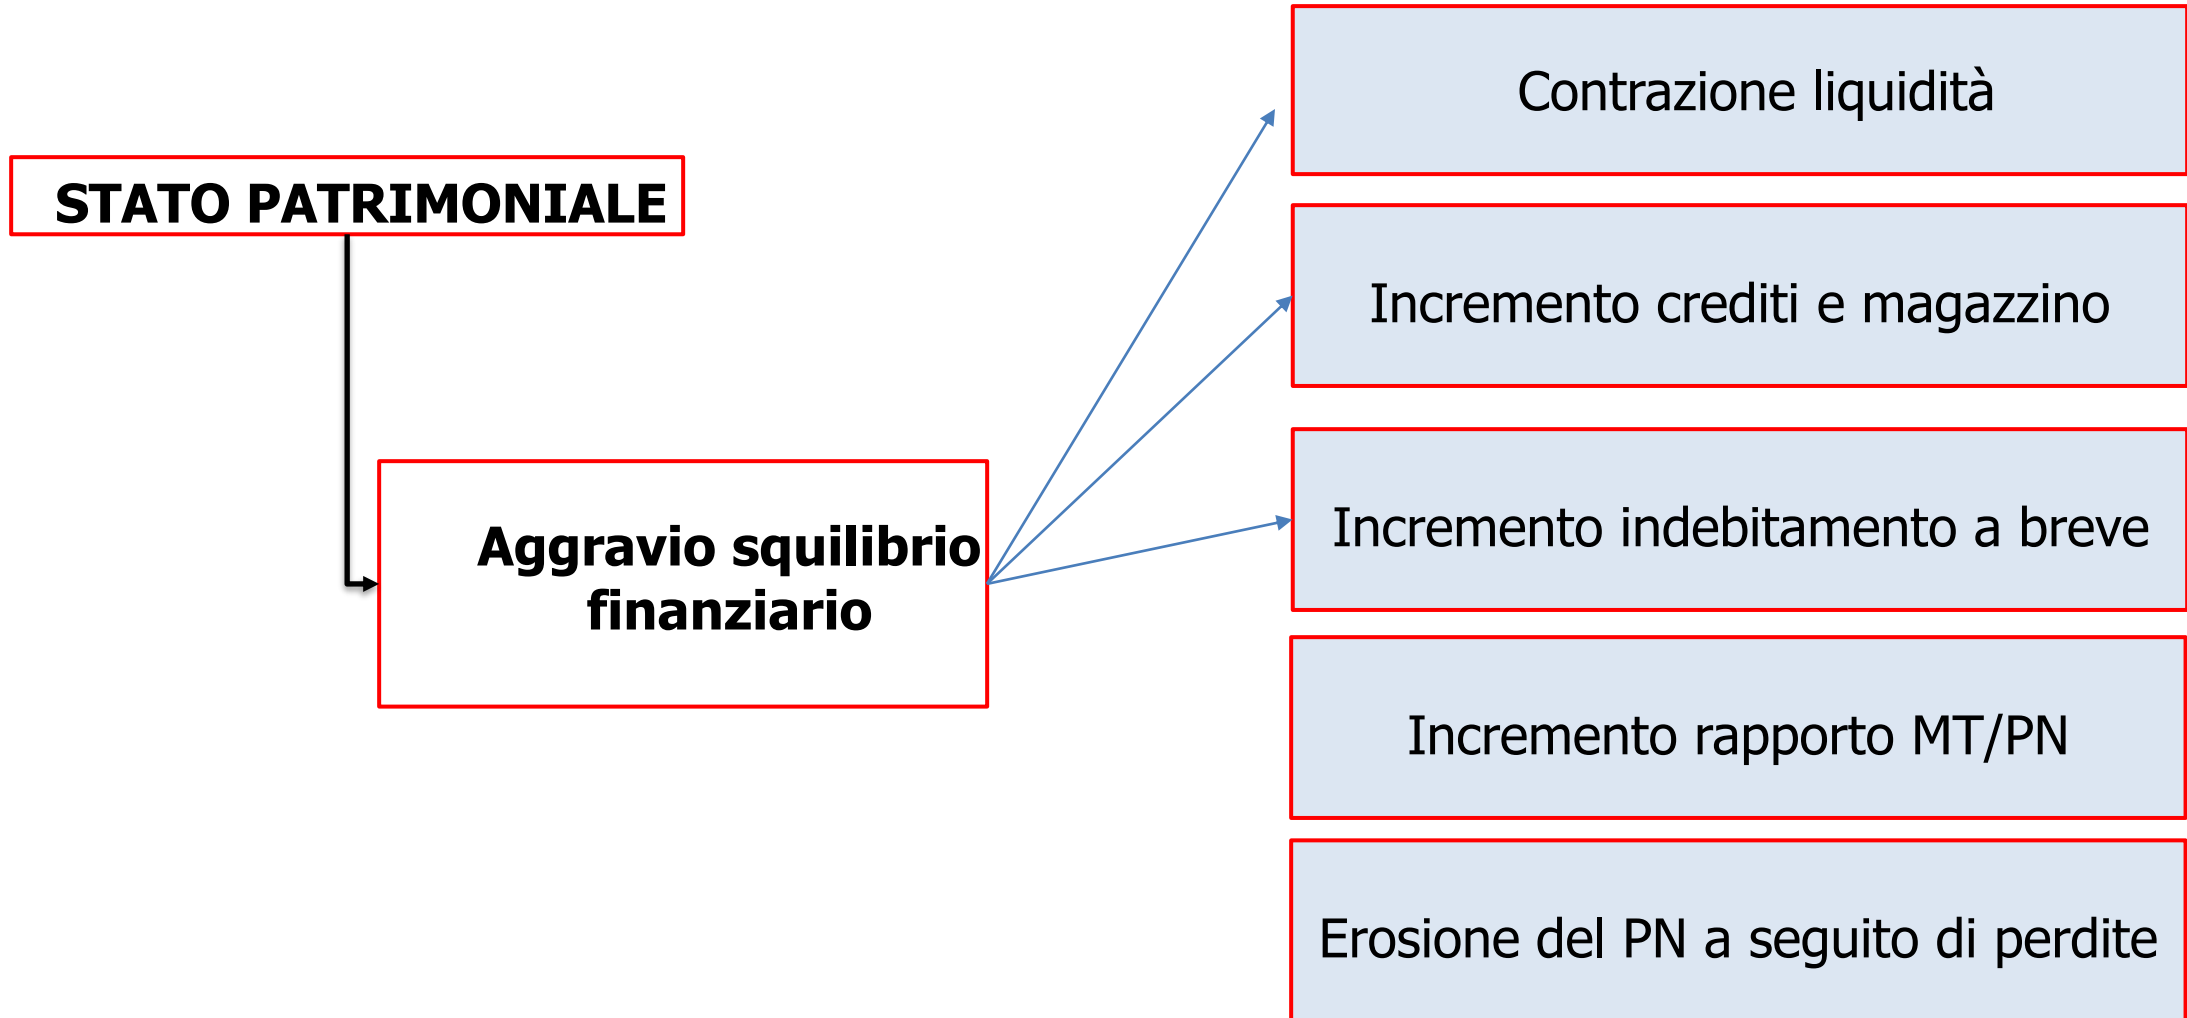 Contrazione liquidità
STATO PATRIMONIALE
Incremento crediti e magazzino
Aggravio squilibrio
finanziario
Incremento indebitamento a breve
Incremento rapporto MT/PN
Erosione del PN a seguito di perdite